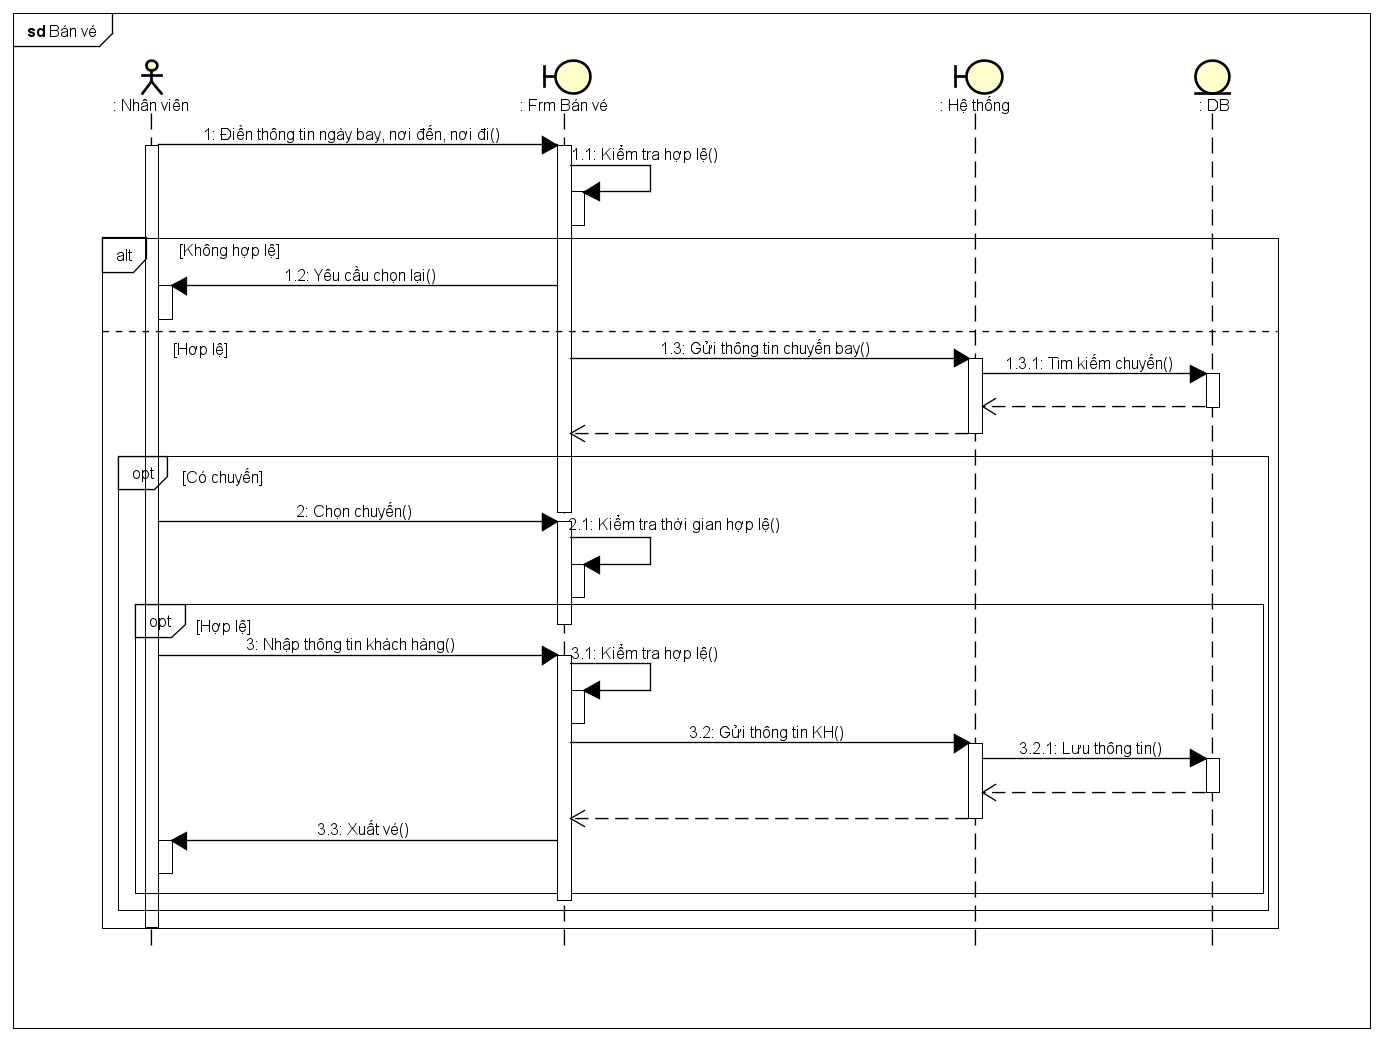 sd Bán vé
: Nhân viên
: Frm Bán vé
: Hệ thống
: DB
1: Điền thông tin ngày bay, nơi đến, nơi đi()
1.1: Kiểm tra hợp lệ()
alt
[Không hợp lệ]
1.2: Yêu cầu chọn lại()
[Hơp lệ]
1.3: Gửi thông tin chuyến bay()
1.3.1: Tìm kiếm chuyến()
opt
[Có chuyến]
2: Chọn chuyến()
2.1: Kiểm tra thời gian hợp lệ()
opt
[Hợp lệ]
3: Nhập thông tin khách hàng()
3.1: Kiểm tra hợp lệ()
3.2: Gửi thông tin KH()
3.2.1: Lưu thông tin()
3.3: Xuất vé()